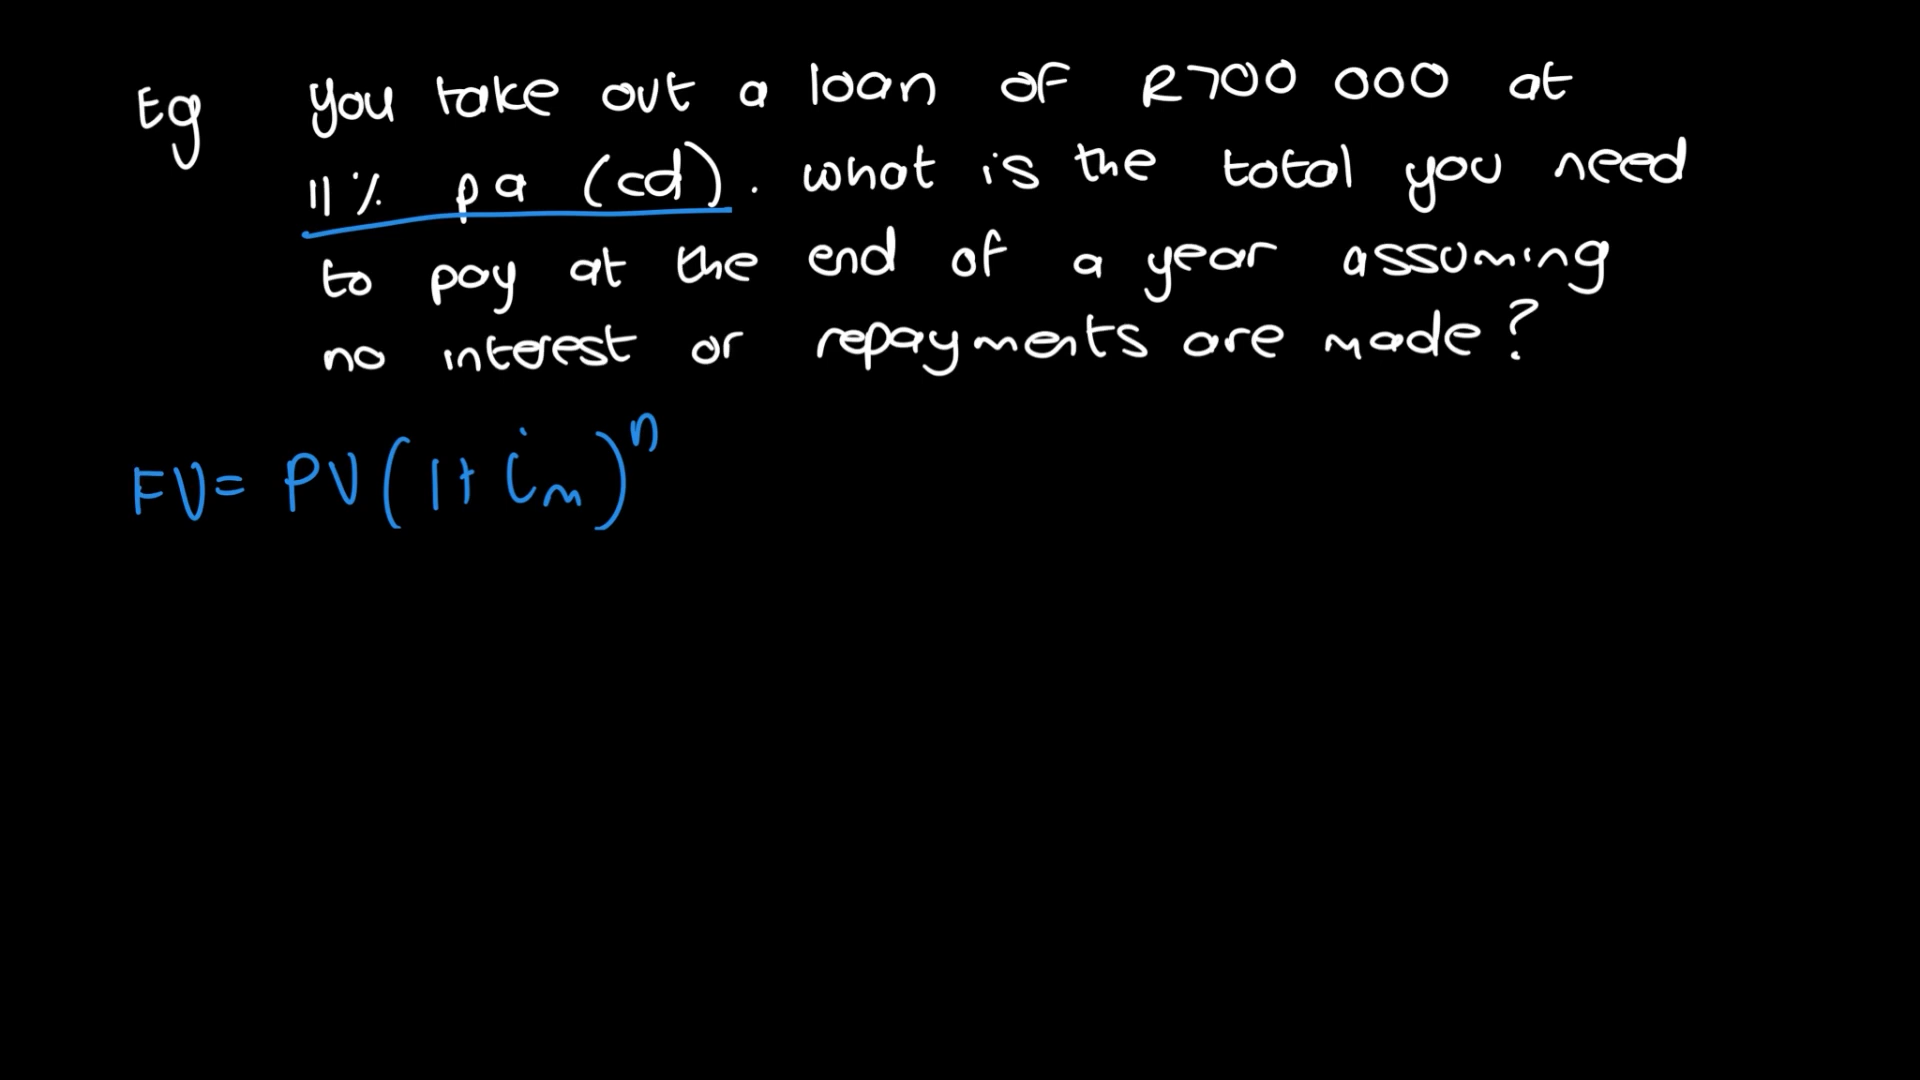 Eg You take out a loan of R700 000 at
11% pa (cd). what is the total you need
to pay at the end of a year assuming
no interest or repayments are made?
FV = PV(1+ im)^n